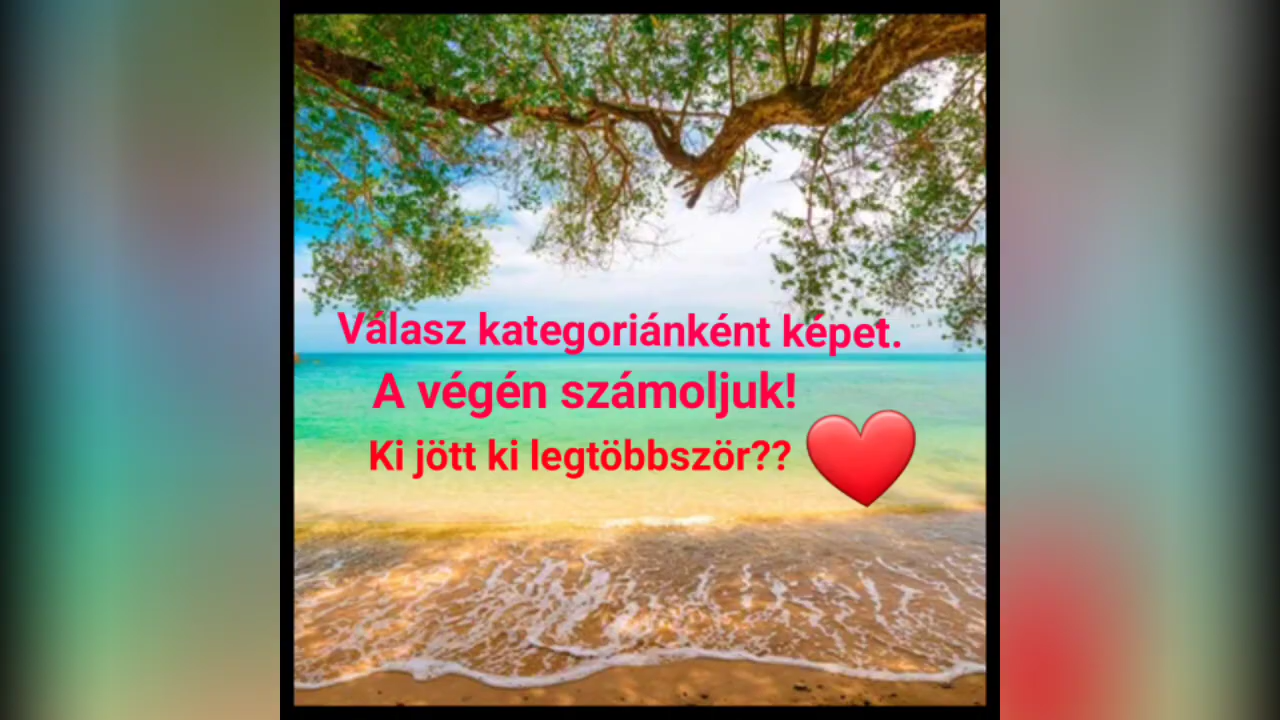 Válasz kategoriánként képet.
A végén számoljuk!
Ki jött ki legtöbbször??